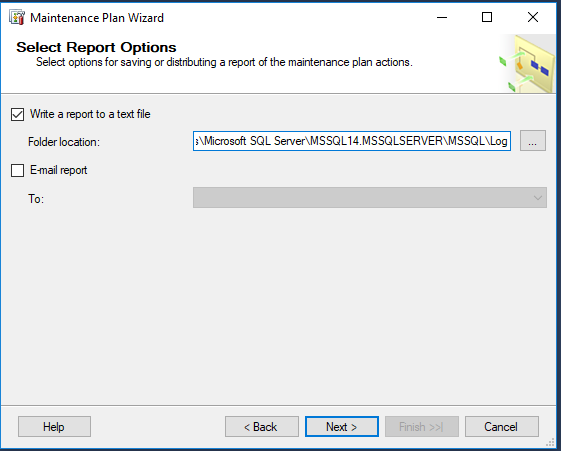 Maintenance Plan Wizard
Select Report Options
Select options for saving or distributing a report of the maintenance plan actions.
Write a report to a text file
Folder location: s\Microsoft SQL Server\MSSQL14.MSSQLSERVER\MSSQL\Log ...
E-mail report
To:
Help < Back Next > Finish >>| Cancel